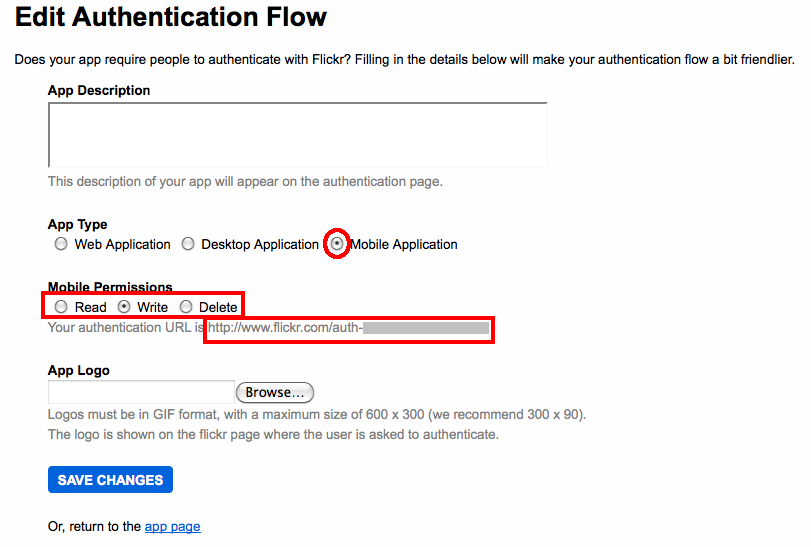 Edit Authentication Flow
Does your app require people to authenticate with Flickr? Filling in the details below will make your authentication flow a bit friendlier.
App Description
This description of your app will appear on the authentication page.
App Type
Web Application Desktop Application Mobile Application
Mobile Permissions
Read Write Delete
Your authentication URL is http://www.flickr.com/auth-
App Logo
Browse...
Logos must be in GIF format, with a maximum size of 600 x 300 (we recommend 300 x 90).
The logo is shown on the flickr page where the user is asked to authenticate.
SAVE CHANGES
Or, return to the app page